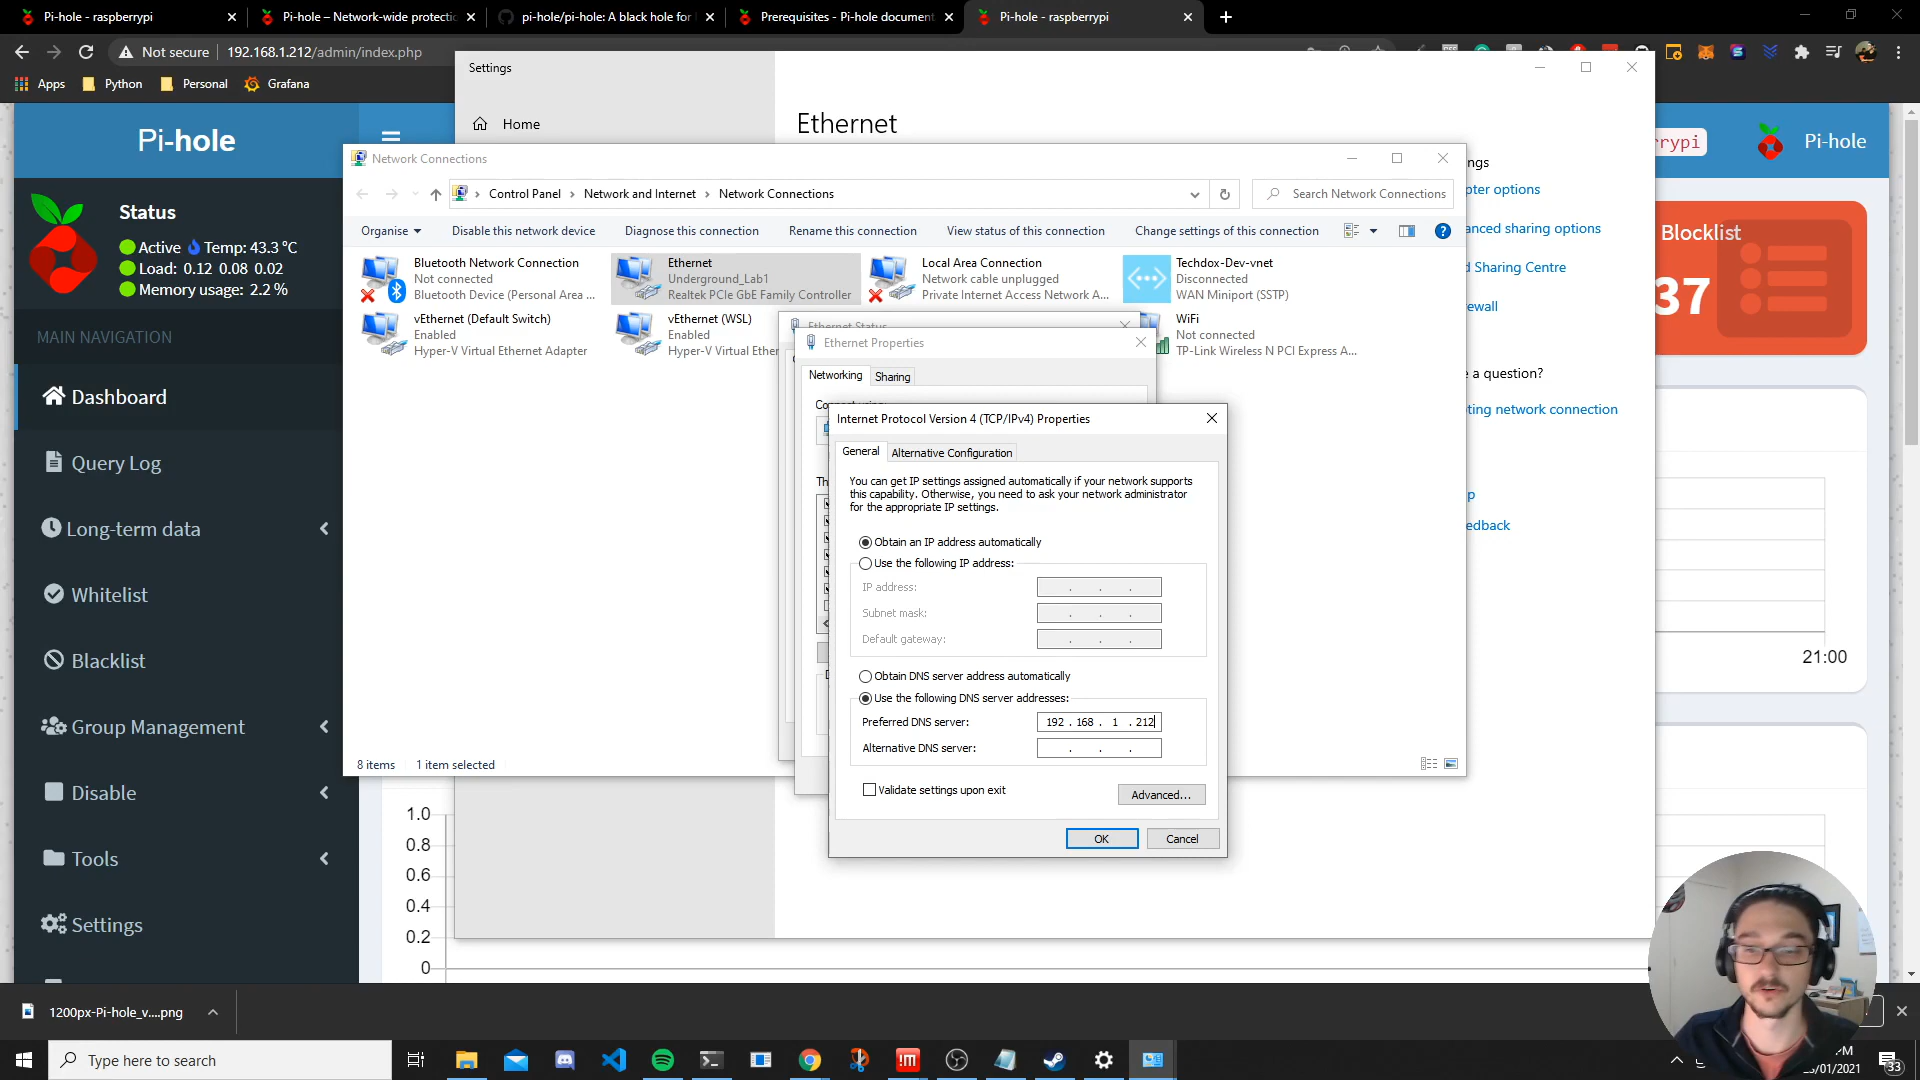 Pi-hole - raspberrypi
Pi-hole – Network-wide protectic
pi-hole/pi-hole: A black hole for
Prerequisites - Pi-hole document
Pi-hole - raspberrypi
Not secure
192.168.1.212/admin/index.php
Apps
Python
Personal
Grafana
Settings
Home
Ethernet
Pi-hole
rrypi
Pi-hole
Status
Active Temp: 43.3 °C
Load: 0.12 0.08 0.02
Memory usage: 2.2 %
MAIN NAVIGATION
Dashboard
Query Log
Long-term data
Whitelist
Blacklist
Group Management
Disable
Tools
Settings
Network Connections
Control Panel › Network and Internet › Network Connections
Search Network Connections
Organise
Disable this network device
Diagnose this connection
Rename this connection
View status of this connection
Change settings of this connection
Bluetooth Network Connection
Not connected
Bluetooth Device (Personal Area ...
Ethernet
Underground_Lab1
Realtek PCIe GbE Family Controller
Local Area Connection
Network cable unplugged
Private Internet Access Network A...
Techdox-Dev-vnet
Disconnected
WAN Miniport (SSTP)
vEthernet (Default Switch)
Enabled
Hyper-V Virtual Ethernet Adapter
vEthernet (WSL)
Enabled
Hyper-V Virtual Ether
WiFi
Not connected
TP-Link Wireless N PCI Express A...
8 items
1 item selected
ngs
pter options
anced sharing options
d Sharing Centre
irewall
e a question?
ting network connection
p
edback
Blocklist
37
21:00
1.0
0.8
0.6
0.4
0.2
0
Ethernet Status
Ethernet Properties
Networking
Sharing
Th
Internet Protocol Version 4 (TCP/IPv4) Properties
General
Alternative Configuration
You can get IP settings assigned automatically if your network supports
this capability. Otherwise, you need to ask your network administrator
for the appropriate IP settings.
Obtain an IP address automatically
Use the following IP address:
IP address:
Subnet mask:
Default gateway:
Obtain DNS server address automatically
Use the following DNS server addresses:
Preferred DNS server:
192 . 168 . 1 . 212
Alternative DNS server:
Validate settings upon exit
Advanced...
OK
Cancel
1200px-Pi-hole_v....png
Type here to search
/01/2021
33